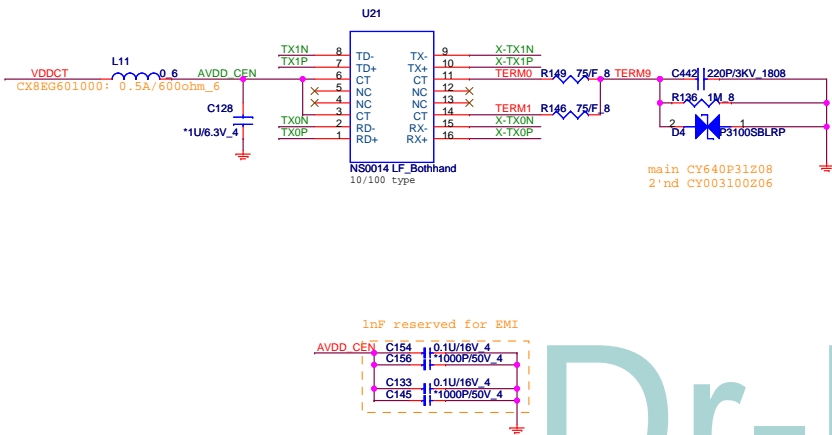 U21
TX1N 8 TD- TX- 9 X-TX1N
TX1P 7 TD+ TX+ 10 X-TX1P
6 CT CT 11 TERM0
5 NC NC 12
4 NC NC 13
3 CT CT 14 TERM1
TX0N 2 RD- RX- 15 X-TX0N
TX0P 1 RD+ RX+ 16 X-TX0P
NS0014 LF_Bothhand
10/100 type
L11
VDDCT 0_6 AVDD_CEN
CX8EG601000: 0.5A/600ohm_6
C128
*1U/6.3V_4
R149 75/F_8 TERM9
R146 75/F_8
C442 220P/3KV_1808
R136 1M_8
2 1
D4 P3100SBLRP
main CY640P31Z08
2'nd CY003100Z06
1nF reserved for EMI
AVDD_CEN
C154 0.1U/16V_4
C156 *1000P/50V_4
C133 0.1U/16V_4
C145 *1000P/50V_4
Dr-